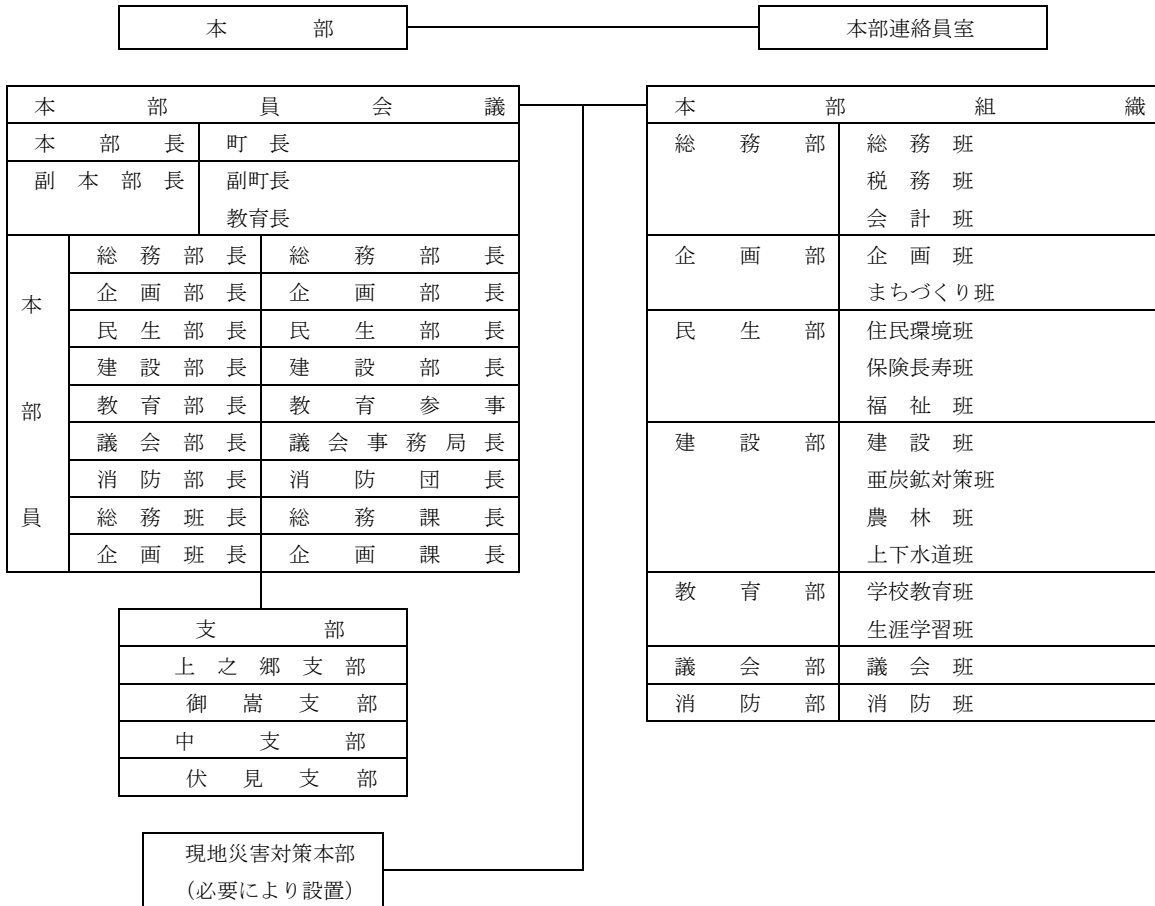 本部
本部連絡員室
本部員会議
本部長 町長
副本部長 副町長
教育長
本部員
総務部長 総務部長
企画部長 企画部長
民生部長 民生部長
建設部長 建設部長
教育部長 教育参事
議会部長 議会事務局長
消防部長 消防団長
総務班長 総務課長
企画班長 企画課長
支部
上之郷支部
御嵩支部
中支部
伏見支部
現地災害対策本部
(必要により設置)
本部組織
総務部 総務班
税務班
会計班
企画部 企画班
まちづくり班
民生部 住民環境班
保険長寿班
福祉班
建設部 建設班
亜炭鉱対策班
農林班
上下水道班
教育部 学校教育班
生涯学習班
議会部 議会班
消防部 消防班